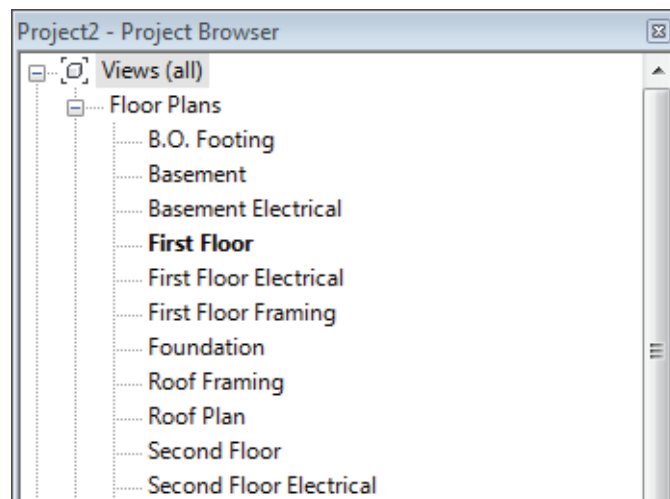 Project2 - Project Browser
Views (all)
Floor Plans
B.O. Footing
Basement
Basement Electrical
First Floor
First Floor Electrical
First Floor Framing
Foundation
Roof Framing
Roof Plan
Second Floor
Second Floor Electrical